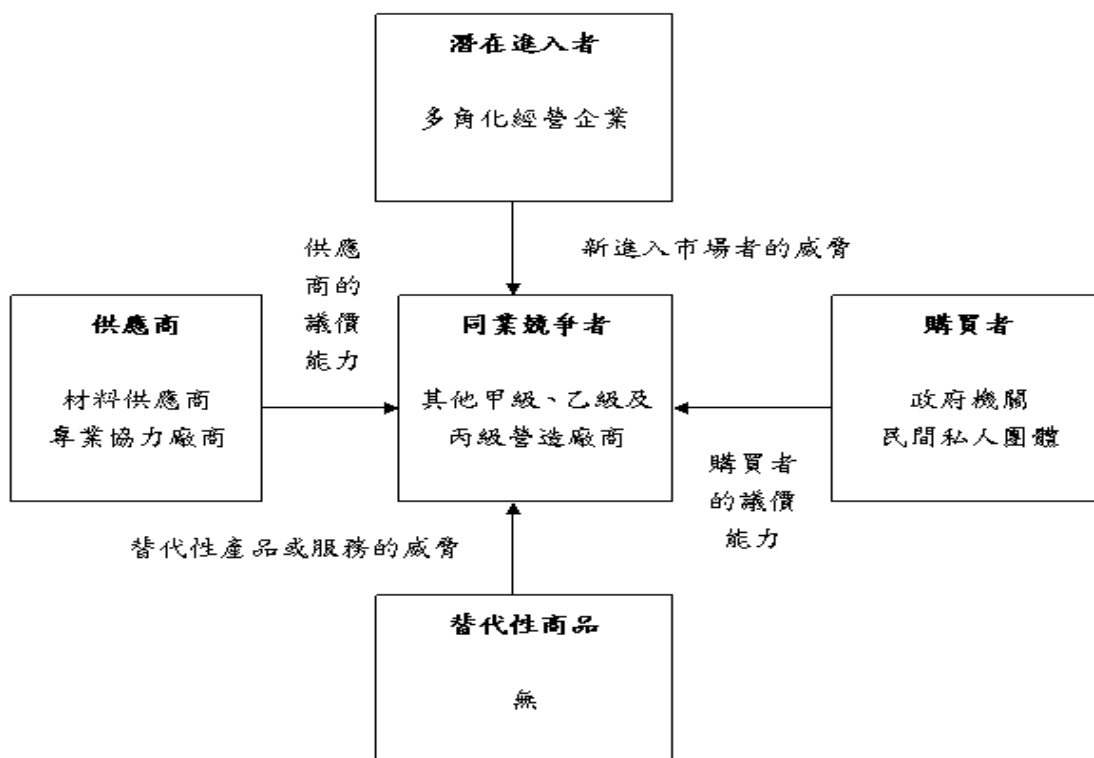 潛在進入者
多角化經營企業
供應
商的
議價
能力
新進入市場者的威脅
供應商
材料供應商
專業協力廠商
同業競爭者
其他甲級、乙級及
丙級營造廠商
購買者
政府機關
民間私人團體
購買者
的議價
能力
替代性產品或服務的威脅
替代性商品
無